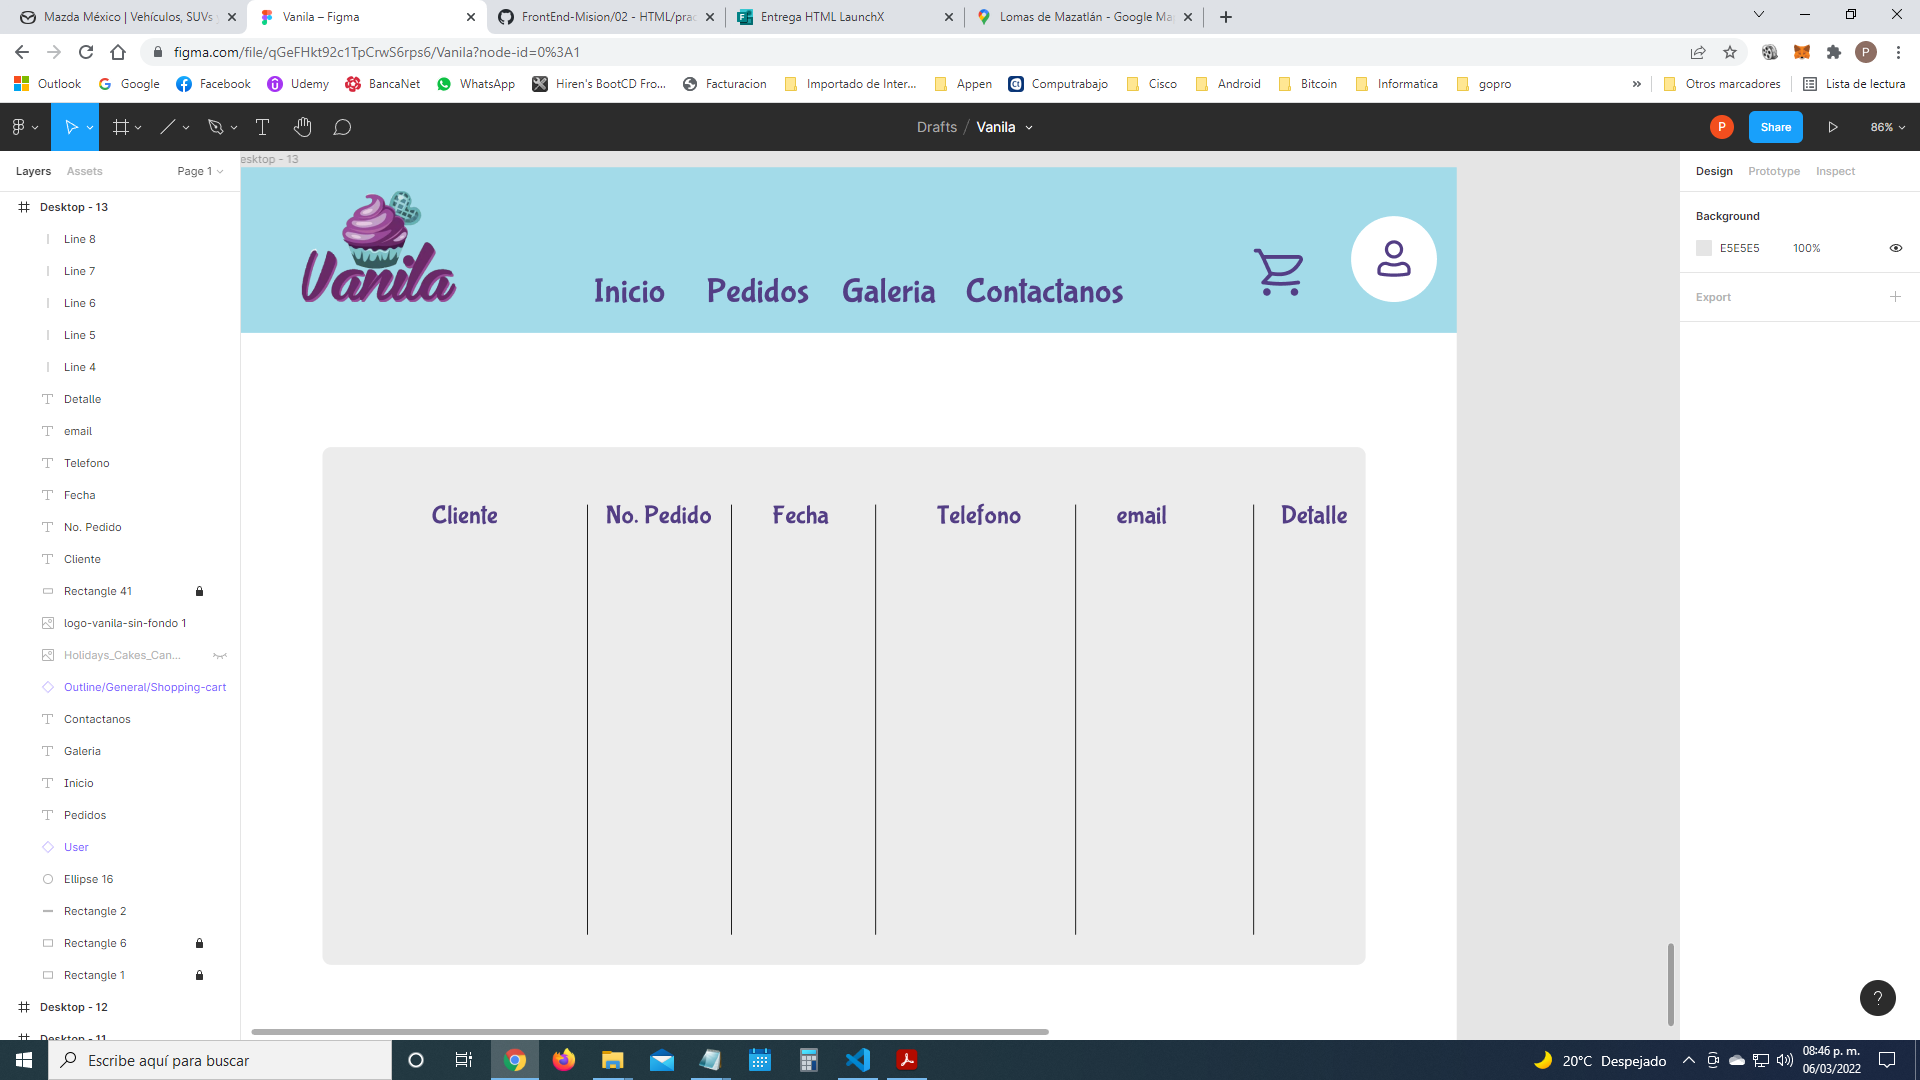 Mazda México | Vehículos, SUVs
Vanila – Figma
FrontEnd-Mision/02 - HTML/prac
Entrega HTML LaunchX
Lomas de Mazatlán - Google Ma
figma.com/file/qGeFHkt92c1TpCrwS6rps6/Vanila?node-id=0%3A1
P
Outlook
Google
Facebook
Udemy
BancaNet
WhatsApp
Hiren's BootCD Fro...
Facturacion
Importado de Inter...
Appen
Computrabajo
Cisco
Android
Bitcoin
Informatica
gopro
»
Otros marcadores
Lista de lectura
Drafts / Vanila
P
Share
86%
Layers
Assets
Page 1
Desktop - 13
Line 8
Line 7
Line 6
Line 5
Line 4
Detalle
email
Telefono
Fecha
No. Pedido
Cliente
Rectangle 41
logo-vanila-sin-fondo 1
Holidays_Cakes_Can...
Outline/General/Shopping-cart
Contactanos
Galeria
Inicio
Pedidos
User
Ellipse 16
Rectangle 2
Rectangle 6
Rectangle 1
Desktop - 12
Desktop - 11
esktop - 13
Vanila
Inicio
Pedidos
Galeria
Contactanos
Cliente
No. Pedido
Fecha
Telefono
email
Detalle
Design
Prototype
Inspect
Background
E5E5E5
100%
Export
?
Escribe aquí para buscar
20°C Despejado
08:46 p. m.
06/03/2022